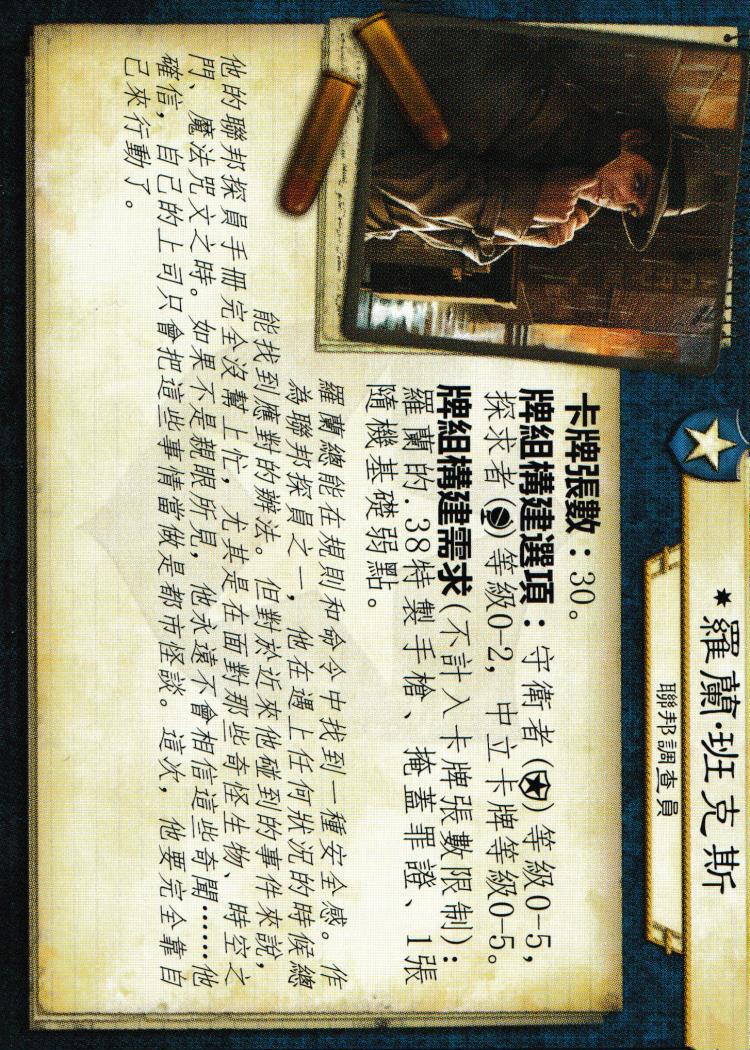 羅蘭·班克斯
聯邦調查員
卡牌張數：30。
牌組構建選項：守衛者()等級0-5，
探求者()等級0-2，中立卡牌等級0-5。
牌組構建需求(不計入卡牌張數限制)：
羅蘭的.38特製手槍、掩蓋罪證、1張
隨機基礎弱點。
羅蘭總能在規則和命令中找到一種安全感。作
為聯邦探員之一，他在遇上任何狀況的時候總
能找到應對的辦法。但對於近來他碰到的事件來說，
他的聯邦探員手冊完全沒幫上忙，尤其是在面對那些奇怪生物、時空之
門、魔法咒文之時。如果不是親眼所見，他永遠不會相信這些奇聞……他
確信，自己的上司只會把這些事情當做是都市怪談。這次，他要完全靠自
己來行動了。